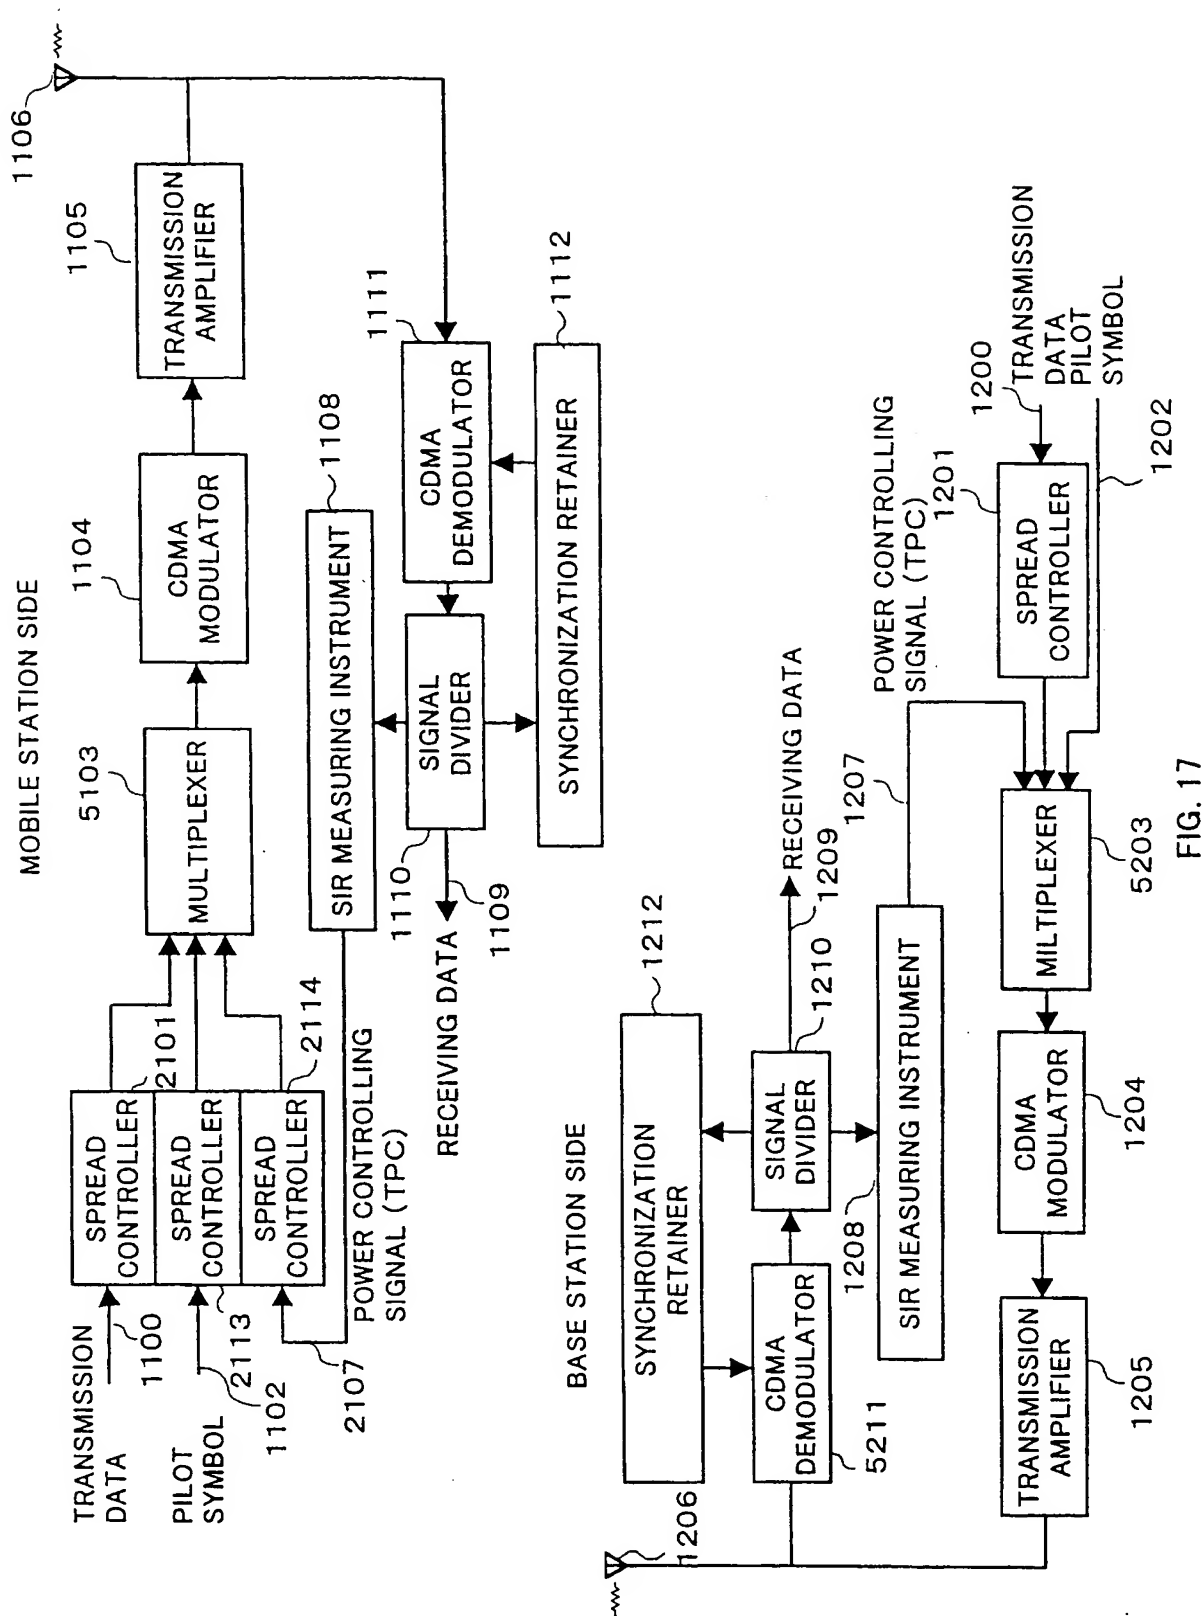 MOBILE STATION SIDE
TRANSMISSION
DATA
1100
PILOT
SYMBOL
1102
2107
SPREAD
CONTROLLER
2101
SPREAD
CONTROLLER
2113
SPREAD
CONTROLLER
2114
5103
MULTIPLEXER
1104
CDMA
MODULATOR
1105
TRANSMISSION
AMPLIFIER
1106
POWER CONTROLLING
SIGNAL (TPC)
SIR MEASURING INSTRUMENT
1108
RECEIVING DATA
1109
1110
SIGNAL
DIVIDER
CDMA
DEMODULATOR
1111
SYNCHRONIZATION RETAINER
1112
BASE STATION SIDE
1206
SYNCHRONIZATION
RETAINER
1212
CDMA
DEMODULATOR
5211
SIGNAL
DIVIDER
1210
RECEIVING DATA
1209
1208
SIR MEASURING INSTRUMENT
1207
POWER CONTROLLING
SIGNAL (TPC)
TRANSMISSION
AMPLIFIER
1205
CDMA
MODULATOR
1204
MILTIPLEXER
5203
SPREAD
CONTROLLER
1201
1200
TRANSMISSION
DATA
PILOT
SYMBOL
1202
FIG. 17